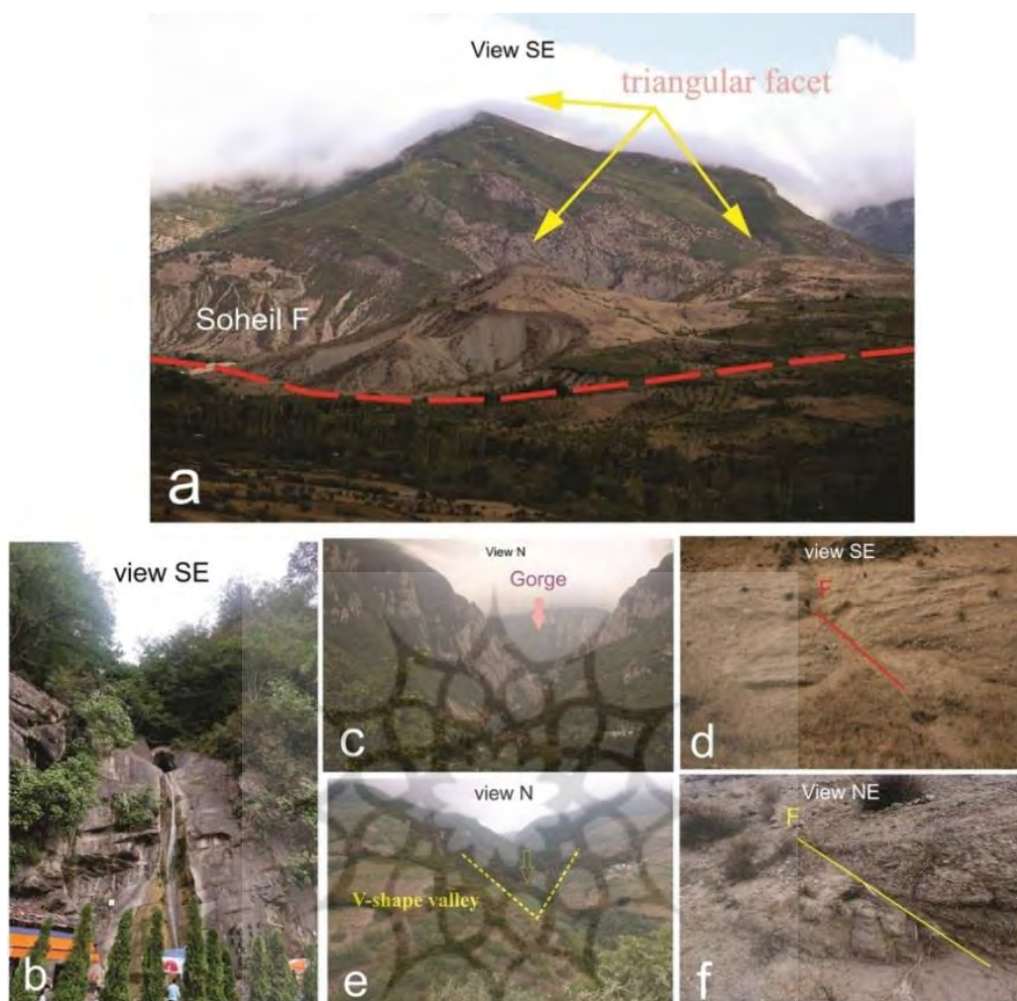 View SE
triangular facet
Soheil F
a
view SE
b
View N
Gorge
c
view SE
F
d
view N
V-shape valley
e
View NE
F
f